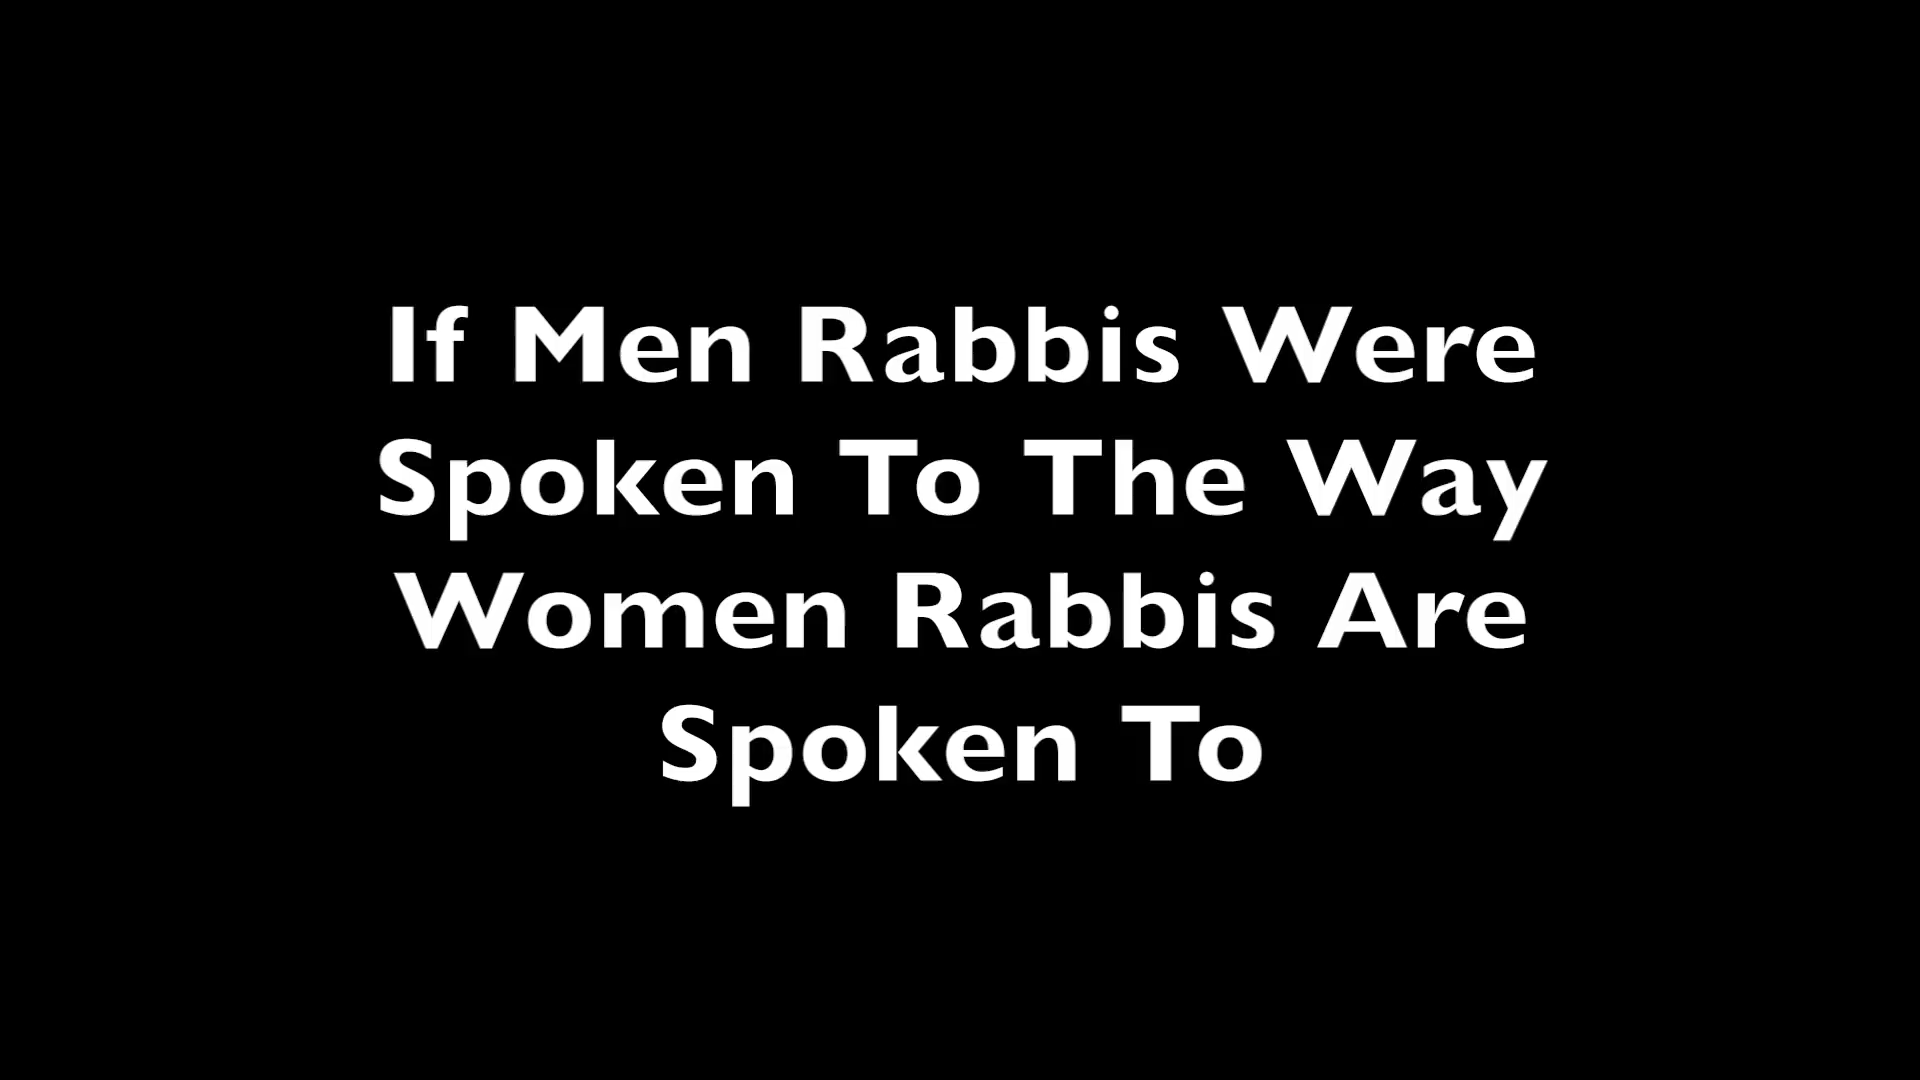 If Men Rabbis Were
Spoken To The Way
Women Rabbis Are
Spoken To